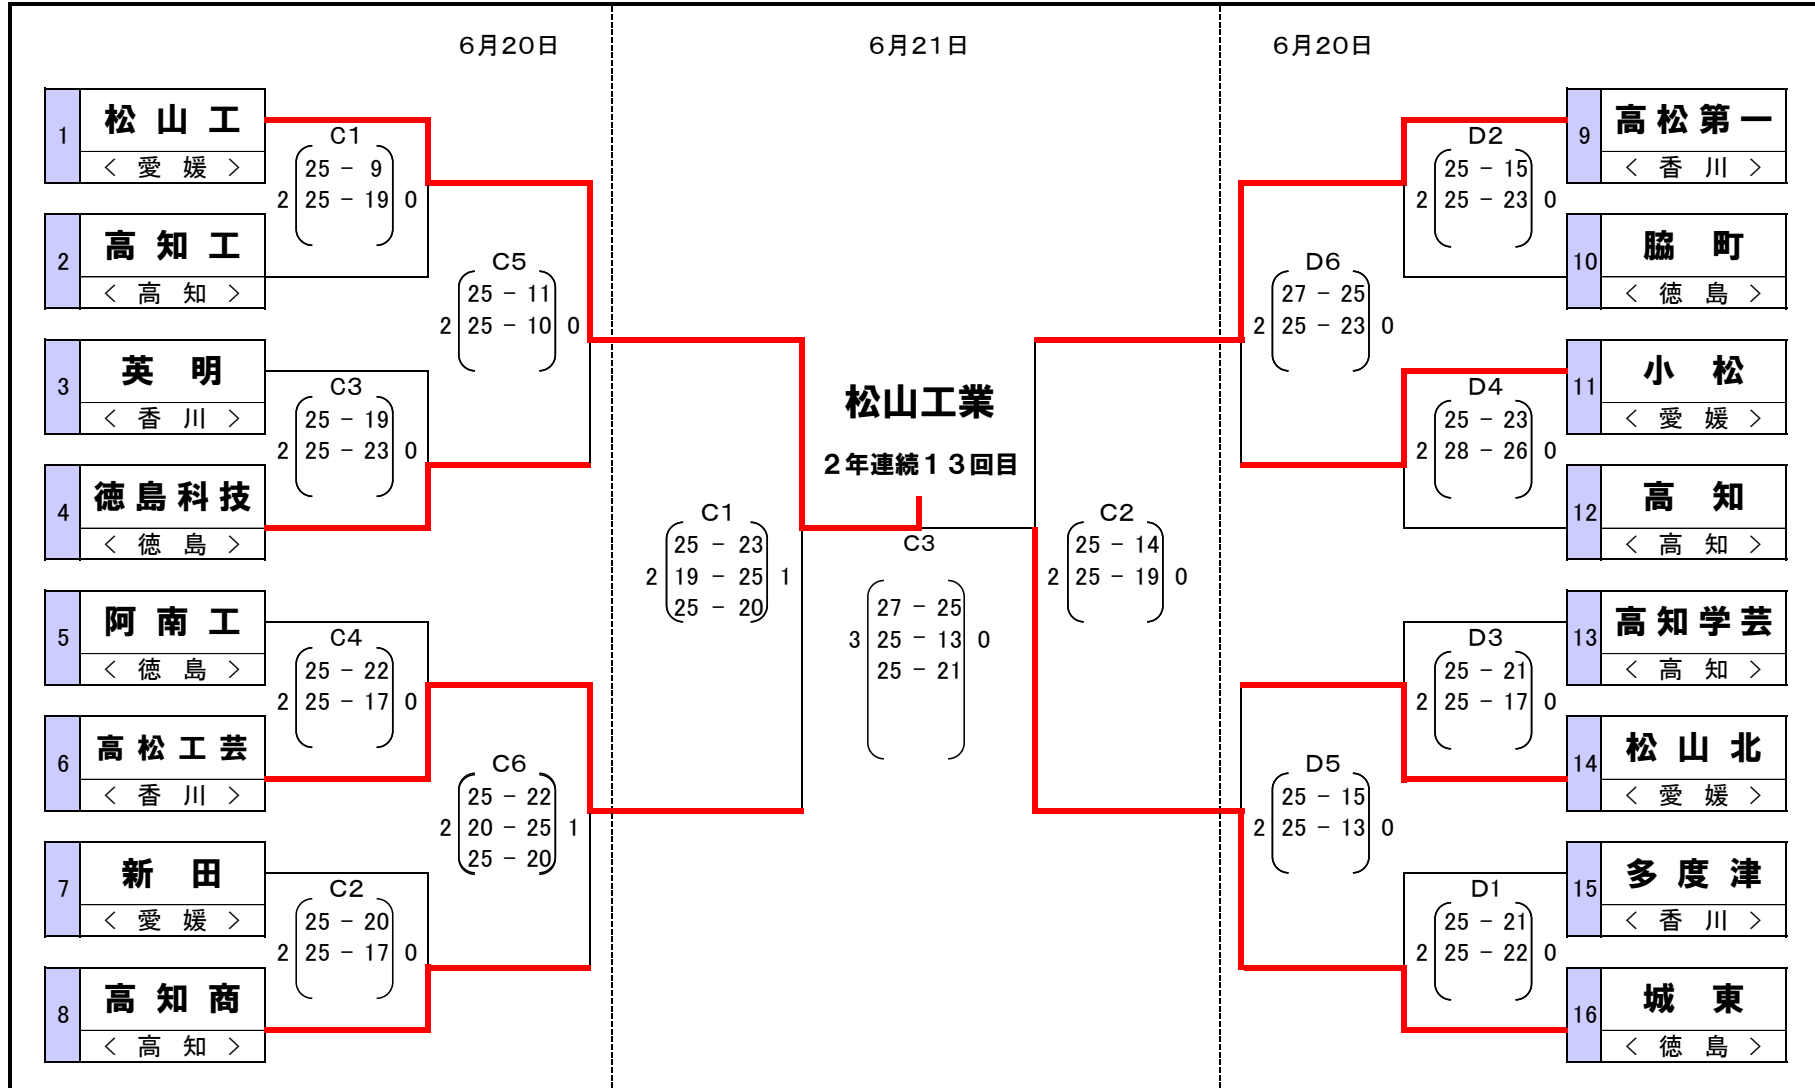 6月20日
6月21日
6月20日
1
松山工
＜愛媛＞
2
高知工
＜高知＞
3
英明
＜香川＞
4
徳島科技
＜徳島＞
5
阿南工
＜徳島＞
6
高松工芸
＜香川＞
7
新田
＜愛媛＞
8
高知商
＜高知＞
C1
25 － 9
2 25 － 19 0
C3
25 － 19
2 25 － 23 0
C4
25 － 22
2 25 － 17 0
C2
25 － 20
2 25 － 17 0
C5
25 － 11
2 25 － 10 0
C6
25 － 22
2 20 － 25 1
25 － 20
C1
25 － 23
2 19 － 25 1
25 － 20
松山工業
2年連続13回目
C3
27 － 25
3 25 － 13 0
25 － 21
C2
25 － 14
2 25 － 19 0
D6
27 － 25
2 25 － 23 0
D5
25 － 15
2 25 － 13 0
D2
25 － 15
2 25 － 23 0
D4
25 － 23
2 28 － 26 0
D3
25 － 21
2 25 － 17 0
D1
25 － 21
2 25 － 22 0
9
高松第一
＜香川＞
10
脇町
＜徳島＞
11
小松
＜愛媛＞
12
高知
＜高知＞
13
高知学芸
＜高知＞
14
松山北
＜愛媛＞
15
多度津
＜香川＞
16
城東
＜徳島＞